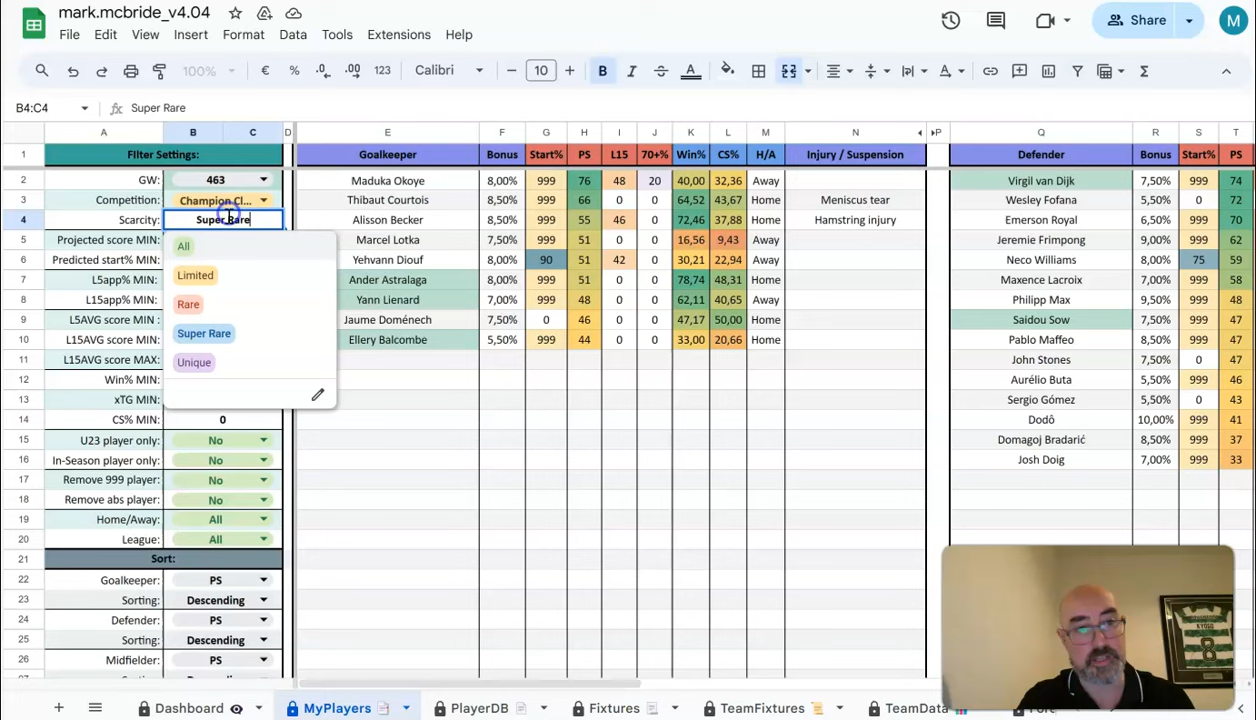 mark.mcbride_v4.04
File Edit View Insert Format Data Tools Extensions Help
Share M
100% € % .0 .00 123 Calibri 10 B I A
B4:C4 Super Rare
A B C D E F G H I J K L M N P Q R S T
1 FIlter Settings: Goalkeeper Bonus Start% PS L15 70+% Win% CS% H/A Injury / Suspension Defender Bonus Start% PS
2 GW: 463 Maduka Okoye 8,00% 999 76 48 20 40,00 32,36 Away Virgil van Dijk 7,50% 999 74
3 Competition: Champion Cl... Thibaut Courtois 8,50% 999 66 0 0 64,52 43,67 Home Meniscus tear Wesley Fofana 5,50% 0 72
4 Scarcity: Super Rare Alisson Becker 8,50% 999 55 46 0 72,46 37,88 Home Hamstring injury Emerson Royal 6,50% 999 70
5 Projected score MIN: Marcel Lotka 7,50% 999 51 0 0 16,56 9,43 Away Jeremie Frimpong 9,00% 999 62
6 Predicted start% MIN: Yehvann Diouf 8,00% 90 51 42 0 30,21 22,94 Away Neco Williams 8,00% 75 59
7 L5app% MIN: Ander Astralaga 8,00% 999 51 0 0 78,74 48,31 Home Maxence Lacroix 7,00% 999 58
8 L15app% MIN: Yann Lienard 7,00% 999 48 0 0 62,11 40,65 Away Philipp Max 9,50% 999 48
9 L5AVG score MIN : Jaume Doménech 7,50% 0 46 0 0 47,17 50,00 Home Saidou Sow 7,50% 999 47
10 L15AVG score MIN: Ellery Balcombe 5,50% 999 44 0 0 33,00 20,66 Home Pablo Maffeo 8,50% 999 47
11 L15AVG score MAX: John Stones 7,50% 0 47
12 Win% MIN: Aurélio Buta 5,50% 999 46
13 xTG MIN: Sergio Gómez 5,50% 0 43
14 CS% MIN: 0 Dodô 10,00% 999 41
15 U23 player only: No Domagoj Bradarić 8,50% 999 37
16 In-Season player only: No Josh Doig 7,00% 999 33
17 Remove 999 player: No
18 Remove abs player: No
19 Home/Away: All
20 League: All
21 Sort:
22 Goalkeeper: PS
23 Sorting: Descending
24 Defender: PS
25 Sorting: Descending
26 Midfielder: PS
All
Limited
Rare
Super Rare
Unique
KYOGO
8
Dashboard MyPlayers PlayerDB Fixtures TeamFixtures TeamData